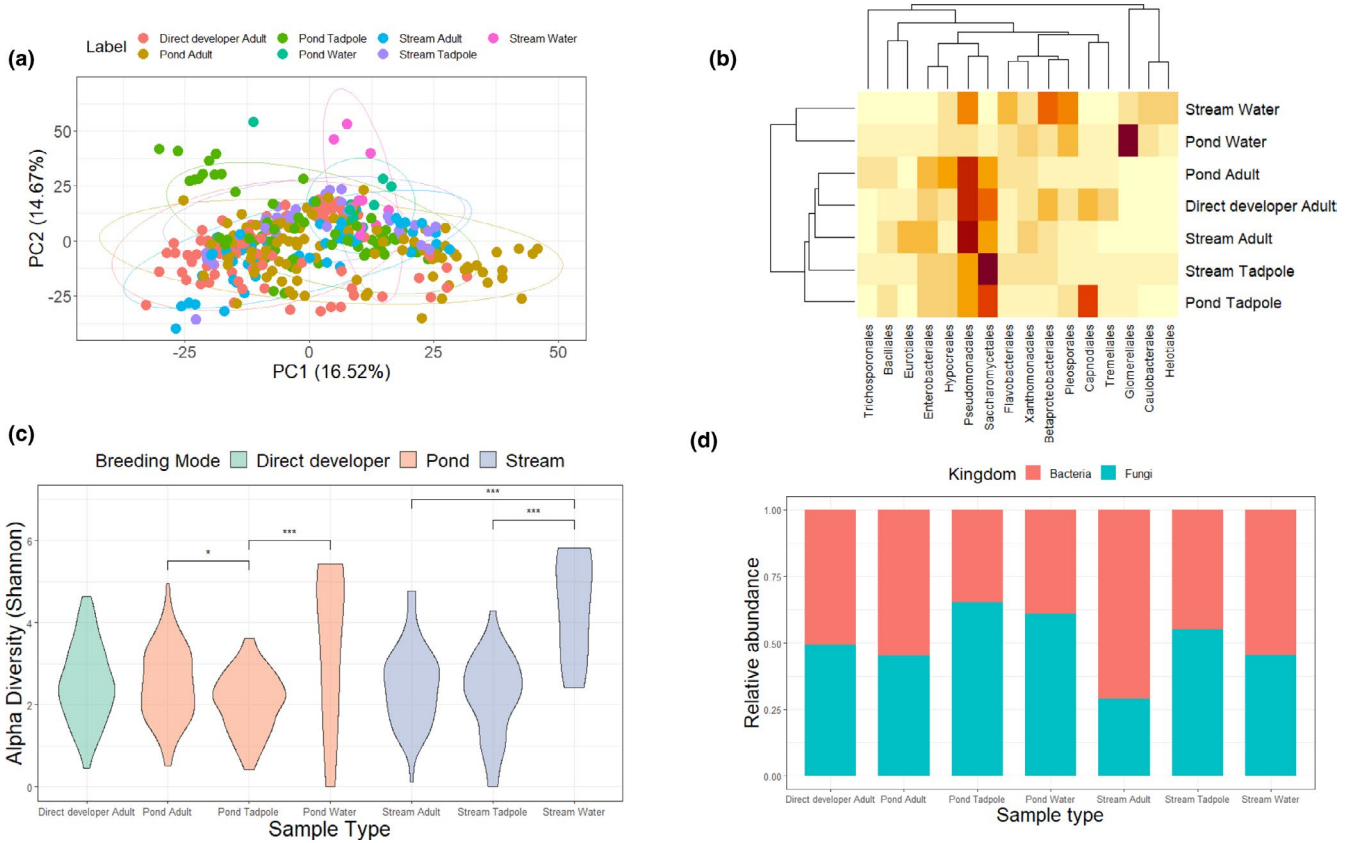 (a)
Label
Direct developer Adult
Pond Tadpole
Stream Adult
Stream Water
Pond Adult
Pond Water
Stream Tadpole
PC2 (14.67%)
50
25
0
-25
-25
0
25
50
PC1 (16.52%)
(b)
Stream Water
Pond Water
Pond Adult
Direct developer Adult
Stream Adult
Stream Tadpole
Pond Tadpole
Trichosporonales
Bacillales
Eurotiales
Enterobacteriales
Hypocreales
Pseudomonadales
Saccharomycetales
Flavobacteriales
Xanthomonadales
Betaproteobacteriales
Pleosporales
Capnodiales
Tremellales
Glomerellales
Caulobacterales
Helotiales
(c)
Breeding Mode Direct developer Pond Stream
Alpha Diversity (Shannon)
6
4
2
0
*
***
***
***
Direct developer Adult
Pond Adult
Pond Tadpole
Pond Water
Stream Adult
Stream Tadpole
Stream Water
Sample Type
(d)
Kingdom Bacteria Fungi
Relative abundance
1.00
0.75
0.50
0.25
0.00
Direct developer Adult
Pond Adult
Pond Tadpole
Pond Water
Stream Adult
Stream Tadpole
Stream Water
Sample type